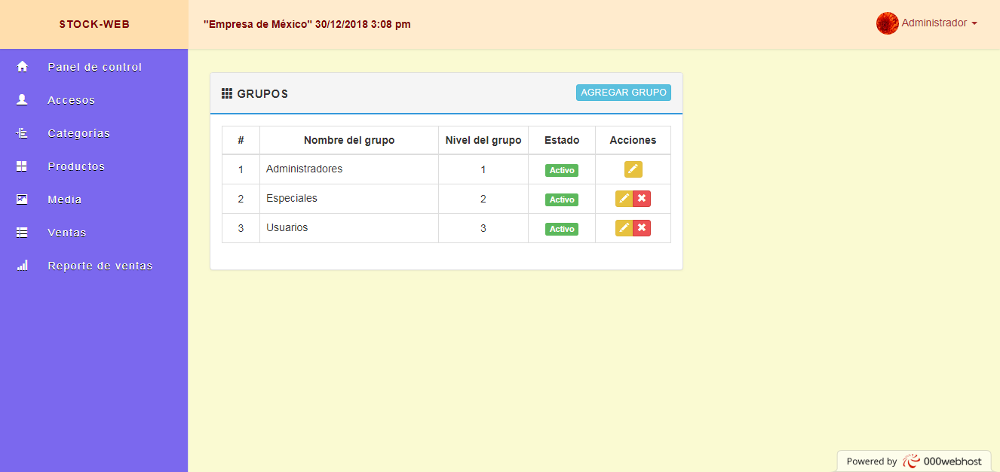 STOCK-WEB
"Empresa de México" 30/12/2018 3:08 pm
Administrador
Panel de control
Accesos
Categorías
Productos
Media
Ventas
Reporte de ventas
GRUPOS
AGREGAR GRUPO
# Nombre del grupo Nivel del grupo Estado Acciones
1 Administradores 1 Activo
2 Especiales 2 Activo
3 Usuarios 3 Activo
Powered by 000webhost